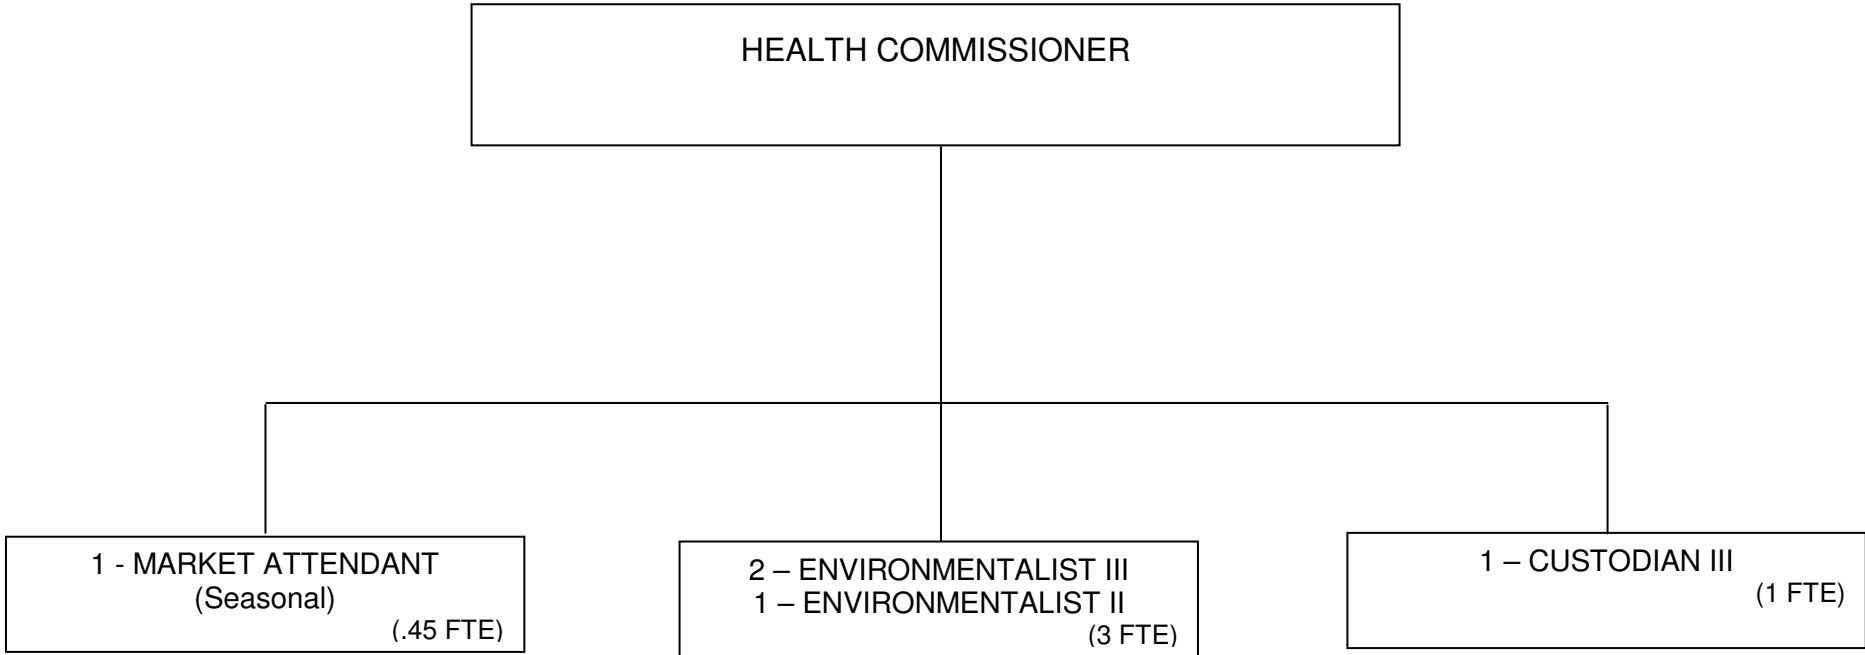 HEALTH COMMISSIONER
1 - MARKET ATTENDANT
(Seasonal)
(.45 FTE)
2 – ENVIRONMENTALIST III
1 – ENVIRONMENTALIST II
(3 FTE)
1 – CUSTODIAN III
(1 FTE)